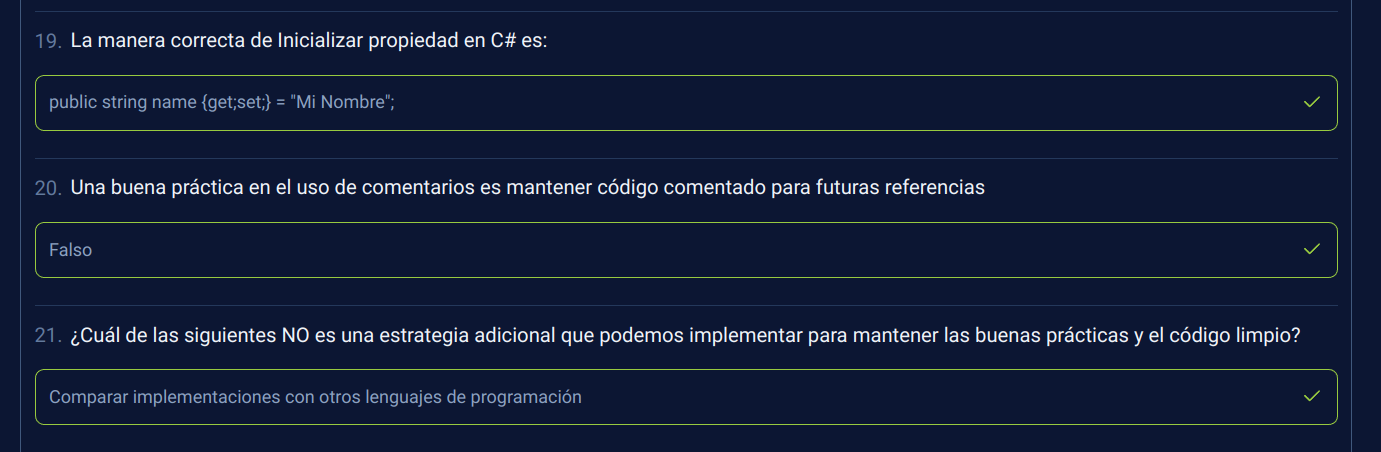 19. La manera correcta de Inicializar propiedad en C# es:
public string name {get;set;} = "Mi Nombre";
20. Una buena práctica en el uso de comentarios es mantener código comentado para futuras referencias
Falso
21. ¿Cuál de las siguientes NO es una estrategia adicional que podemos implementar para mantener las buenas prácticas y el código limpio?
Comparar implementaciones con otros lenguajes de programación